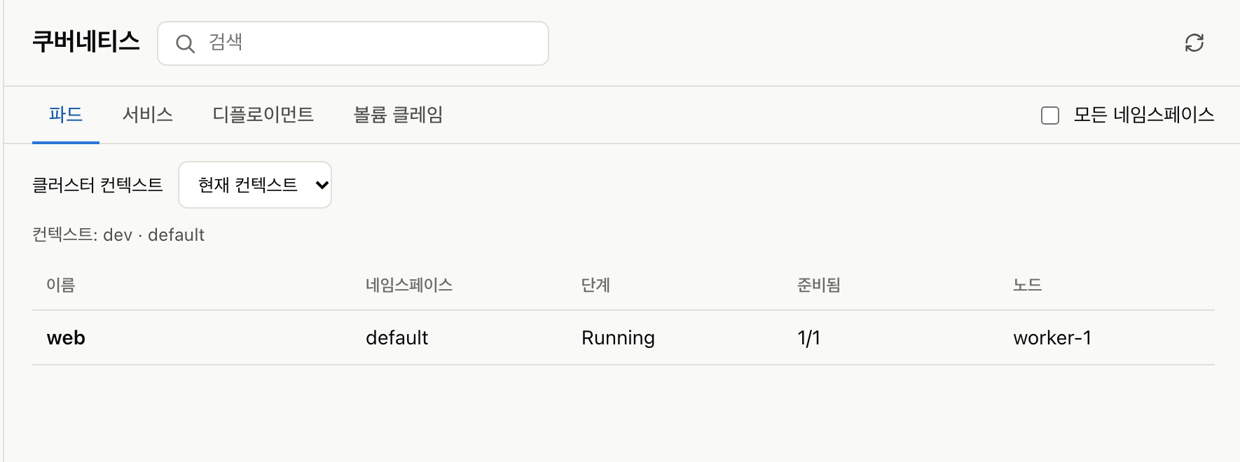 쿠버네티스 검색
파드 서비스 디플로이먼트 볼륨 클레임 모든 네임스페이스
클러스터 컨텍스트 현재 컨텍스트
컨텍스트: dev · default
이름 네임스페이스 단계 준비됨 노드
web default Running 1/1 worker-1